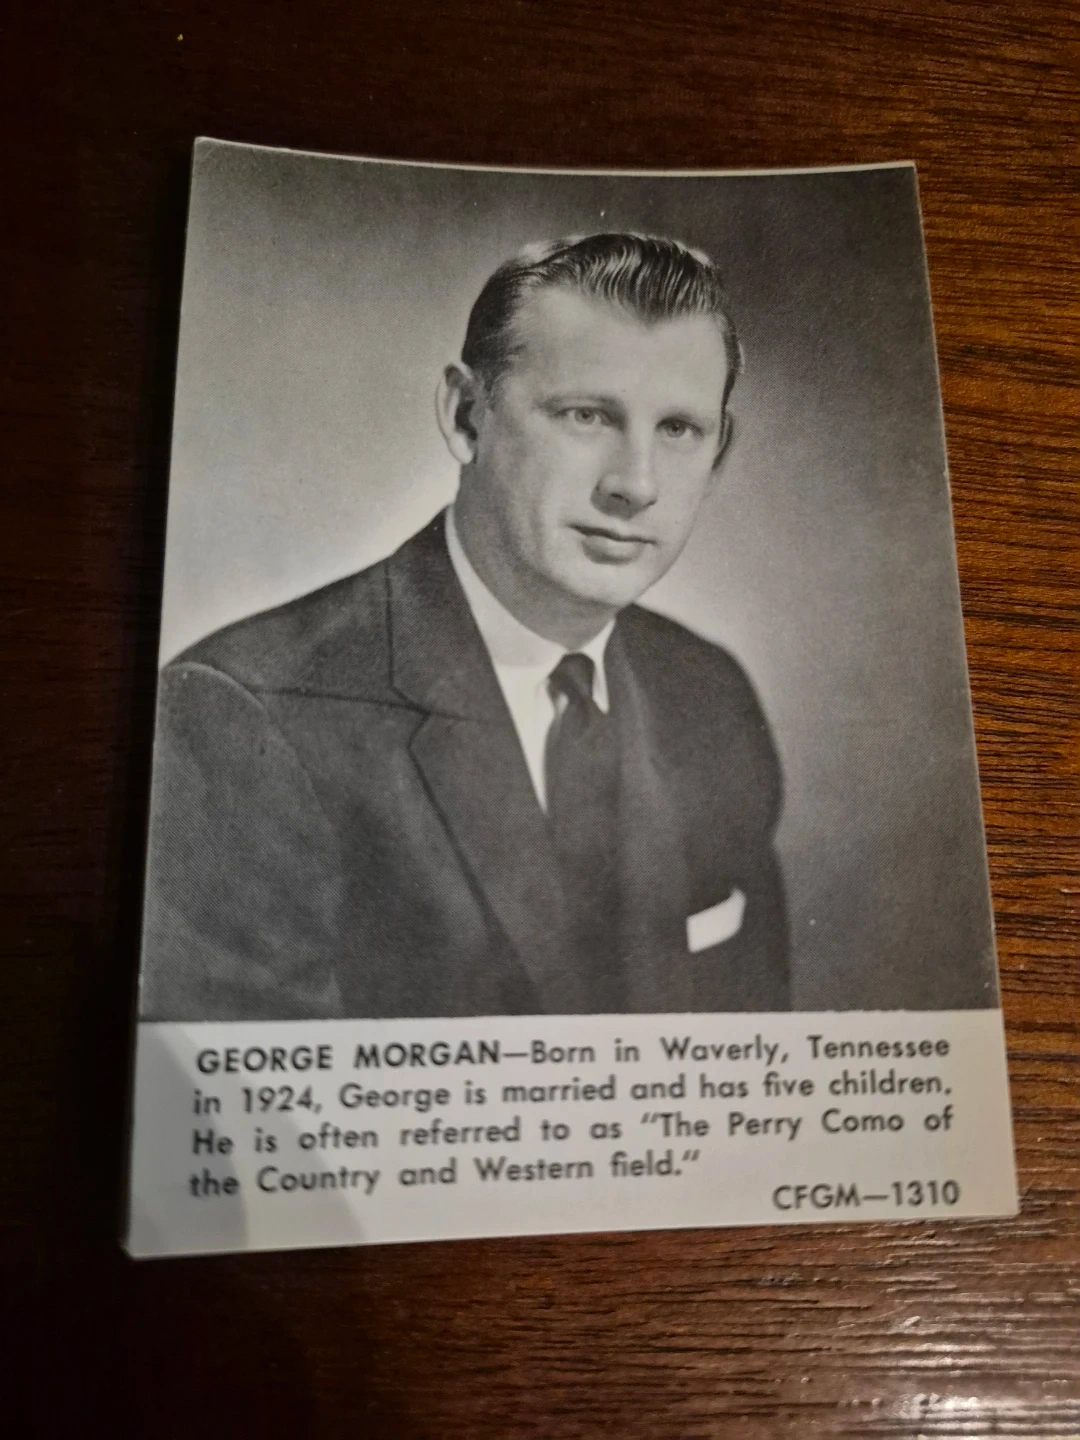 GEORGE MORGAN—Born in Waverly, Tennessee
in 1924, George is married and has five children.
He is often referred to as "The Perry Como of
the Country and Western field."
CFGM—1310